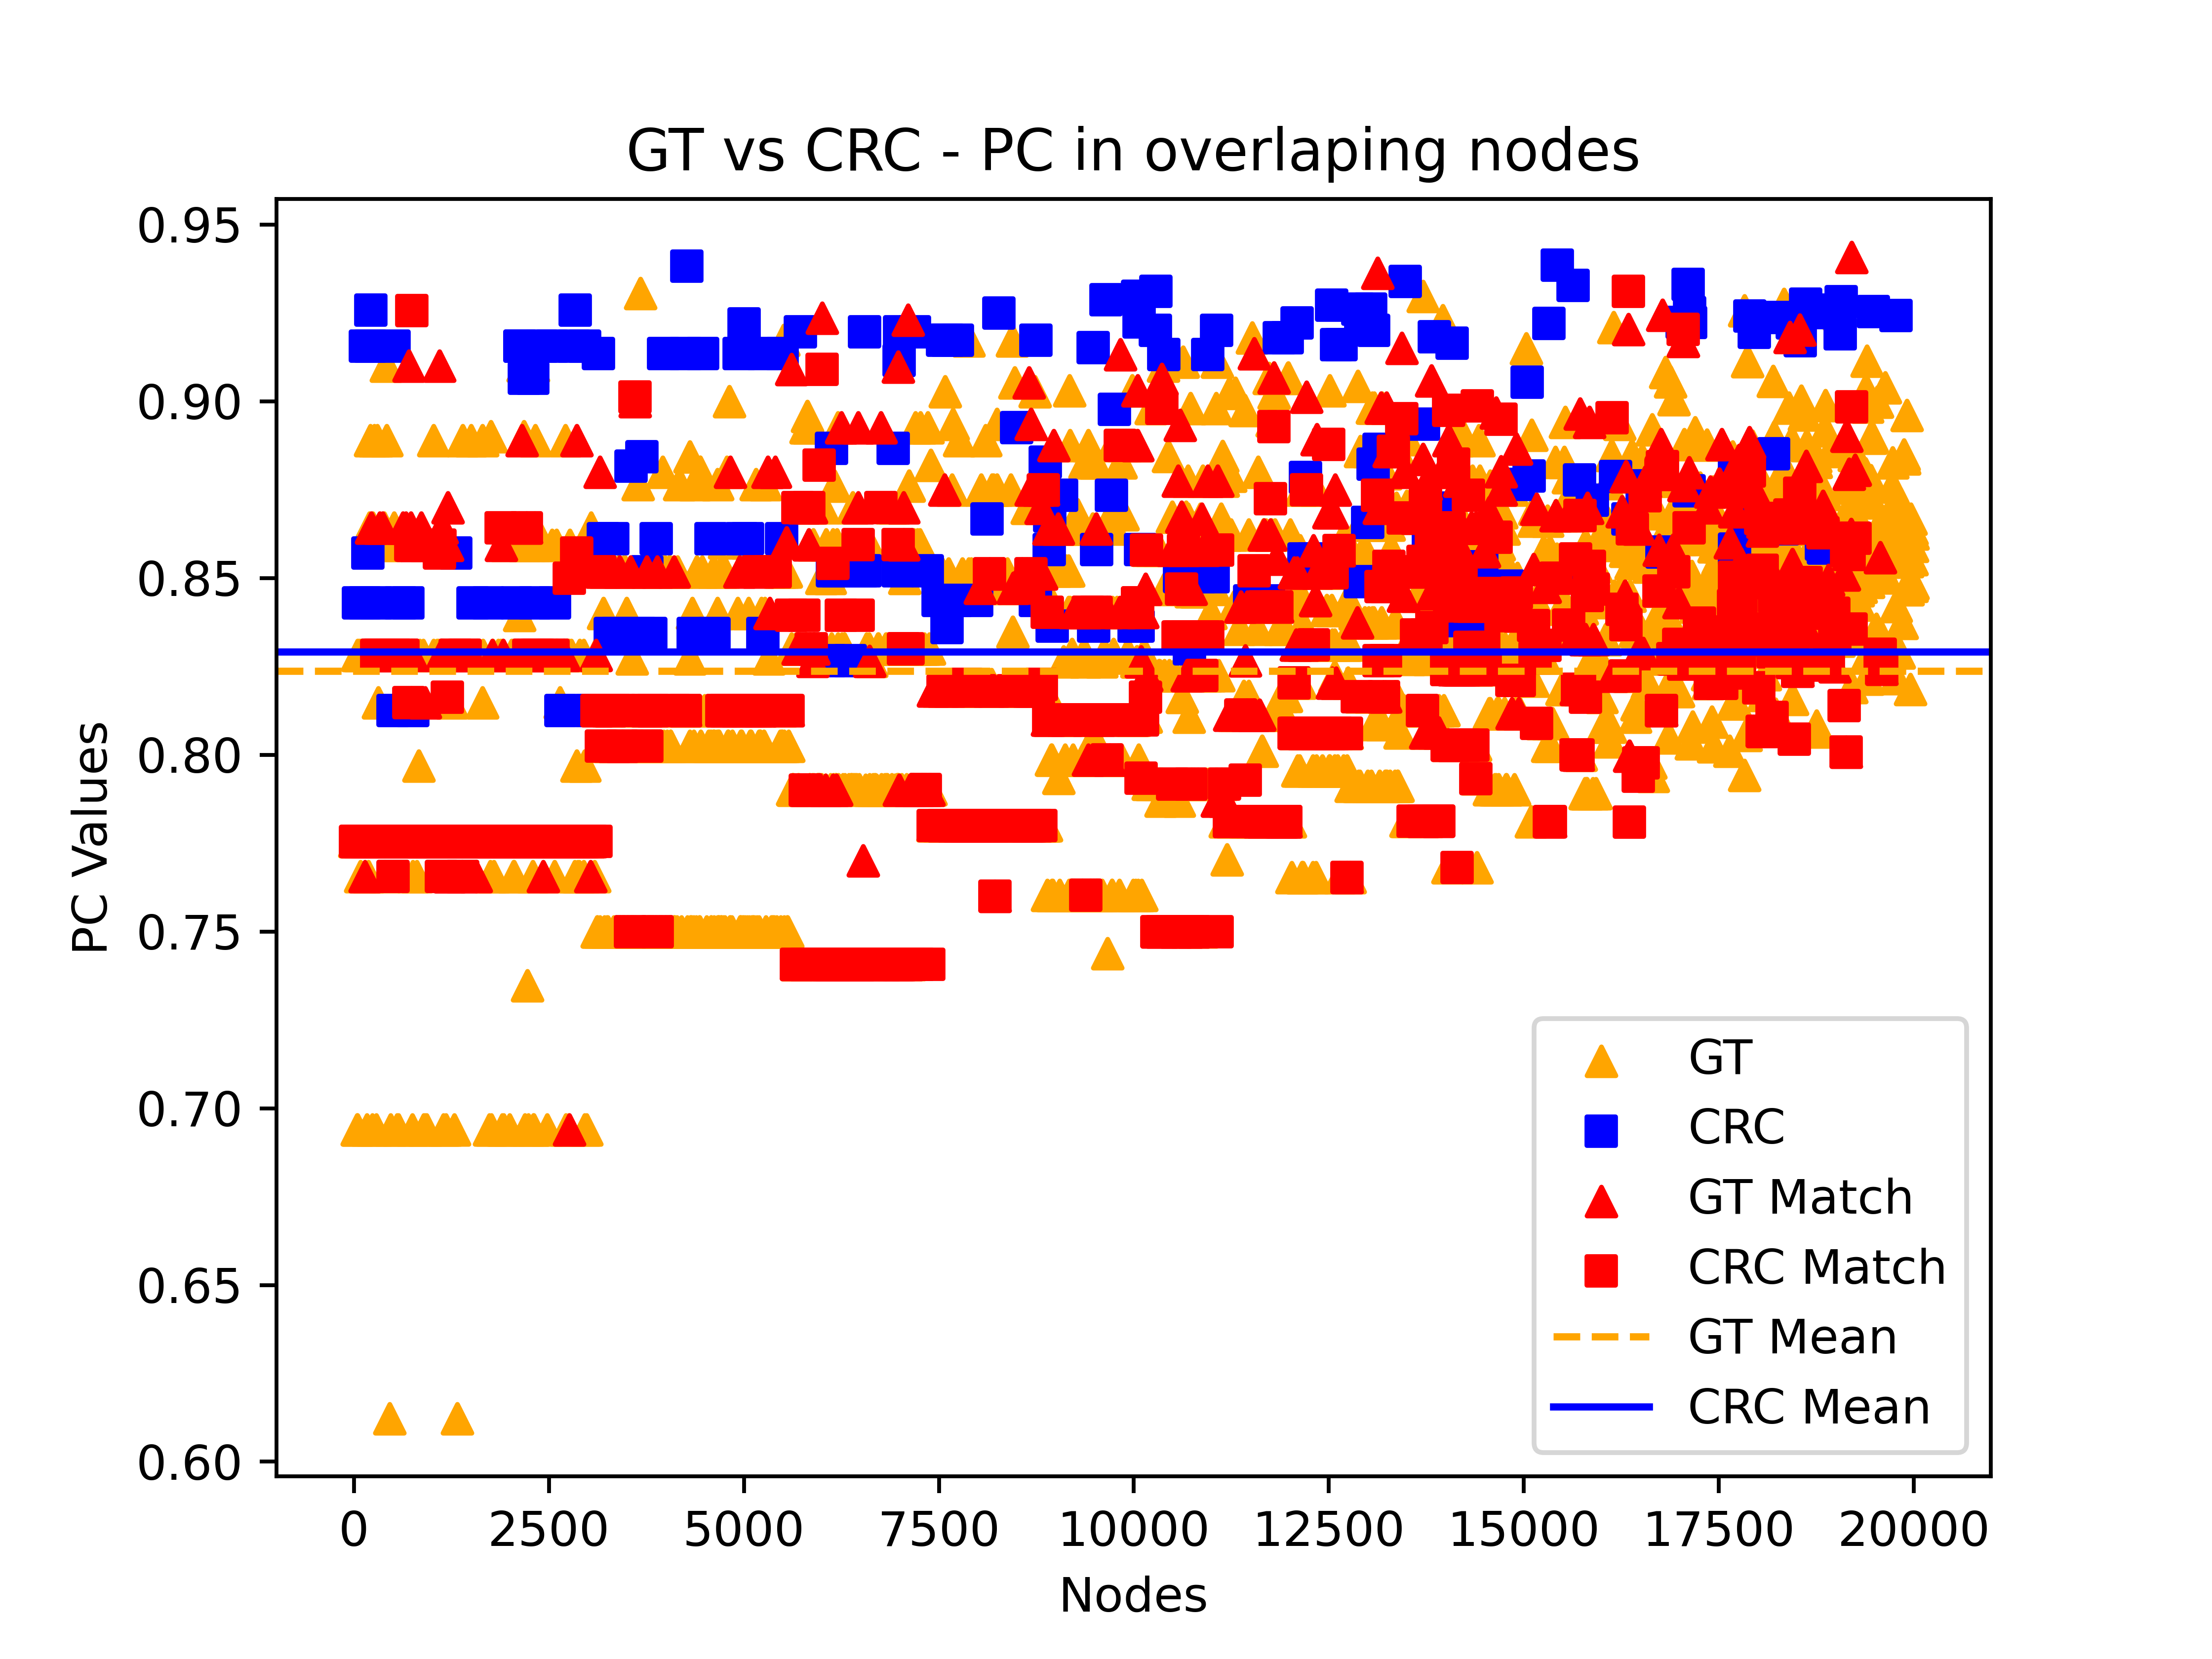 GT vs CRC - PC in overlaping nodes
0.95
0.90
0.85
0.80
0.75
0.70
0.65
0.60
PC Values
GT
CRC
GT Match
CRC Match
GT Mean
CRC Mean
0 2500 5000 7500 10000 12500 15000 17500 20000
Nodes